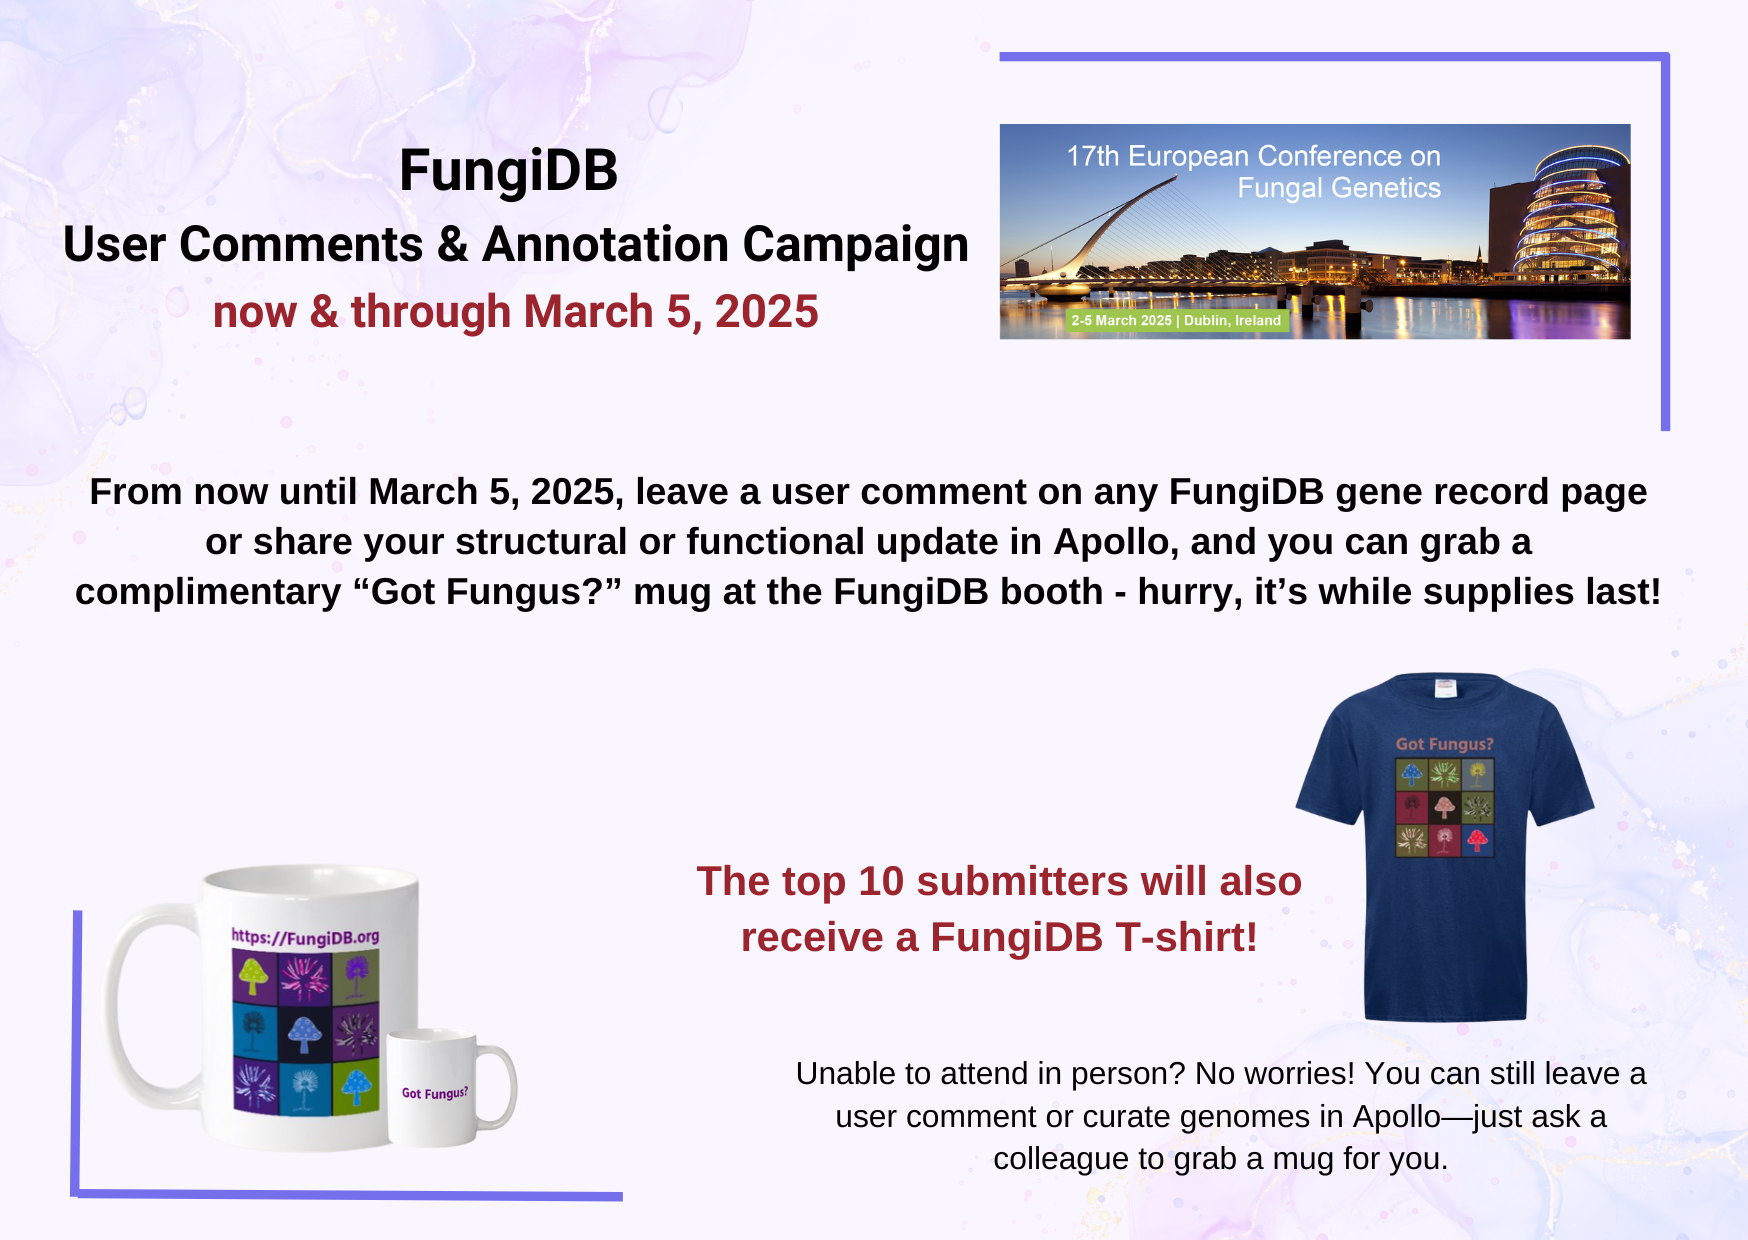 FungiDB
User Comments & Annotation Campaign
now & through March 5, 2025
17th European Conference on
Fungal Genetics
2-5 March 2025 | Dublin, Ireland
From now until March 5, 2025, leave a user comment on any FungiDB gene record page
or share your structural or functional update in Apollo, and you can grab a
complimentary “Got Fungus?” mug at the FungiDB booth - hurry, it’s while supplies last!
Got Fungus?
The top 10 submitters will also
receive a FungiDB T-shirt!
https://FungiDB.org
Got Fungus?
Unable to attend in person? No worries! You can still leave a
user comment or curate genomes in Apollo—just ask a
colleague to grab a mug for you.